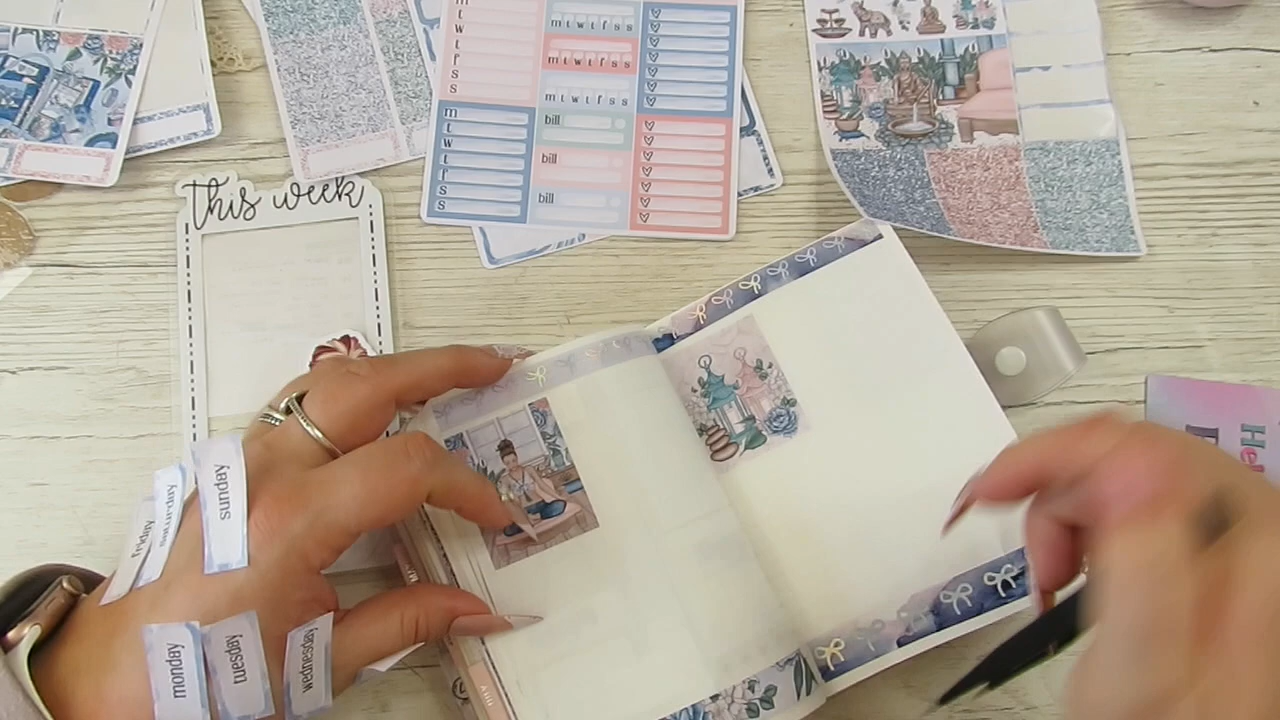 this week
m
t
w
t
f
s
s
m
t
w
t
f
s
s
m t w t f s s
m t w t f s s
m t w t f s s
bill
bill
bill
sunday
saturday
friday
monday
tuesday
wednesday